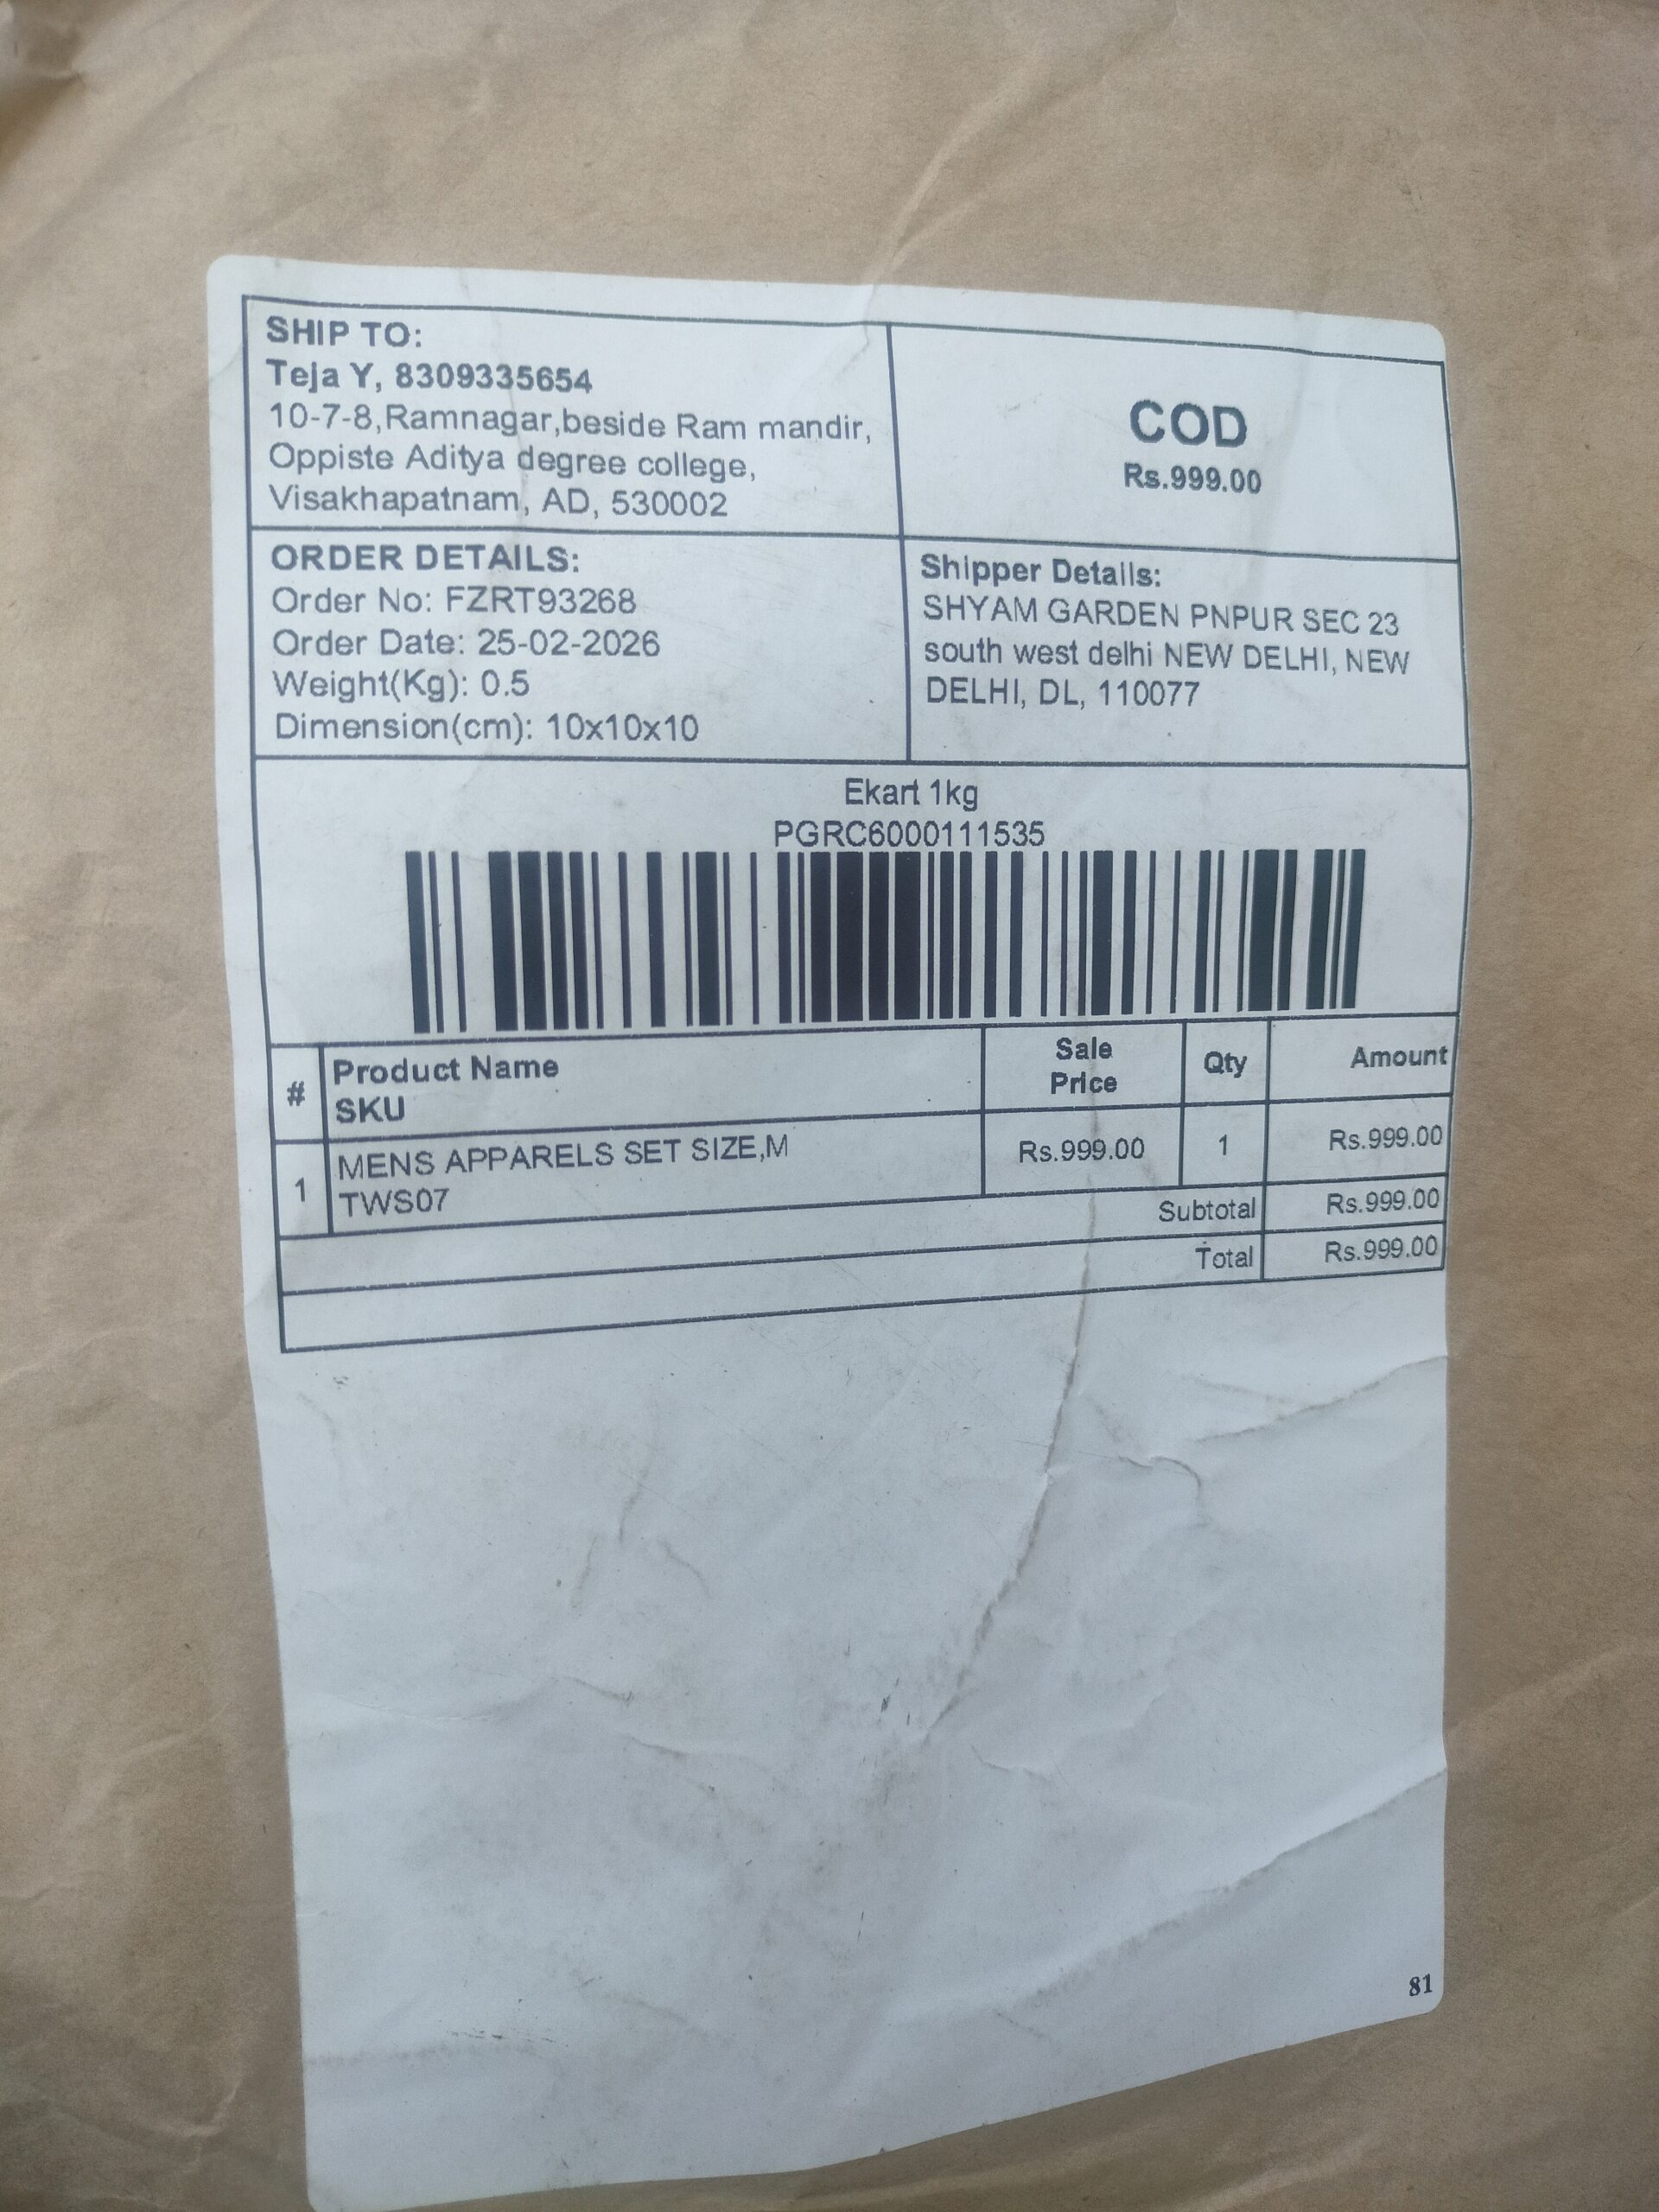 SHIP TO:
Teja Y, 8309335654
10-7-8,Ramnagar,beside Ram mandir,
Oppiste Aditya degree college,
Visakhapatnam, AD, 530002
COD
Rs.999.00
ORDER DETAILS:
Order No: FZRT93268
Order Date: 25-02-2026
Weight(Kg): 0.5
Dimension(cm): 10x10x10
Shipper Details:
SHYAM GARDEN PNPUR SEC 23
south west delhi NEW DELHI, NEW
DELHI, DL, 110077
Ekart 1kg
PGRC6000111535
# Product Name SKU Sale Price Qty Amount
1 MENS APPARELS SET SIZE,M TWS07 Rs.999.00 1 Rs.999.00
Subtotal Rs.999.00
Total Rs.999.00
81